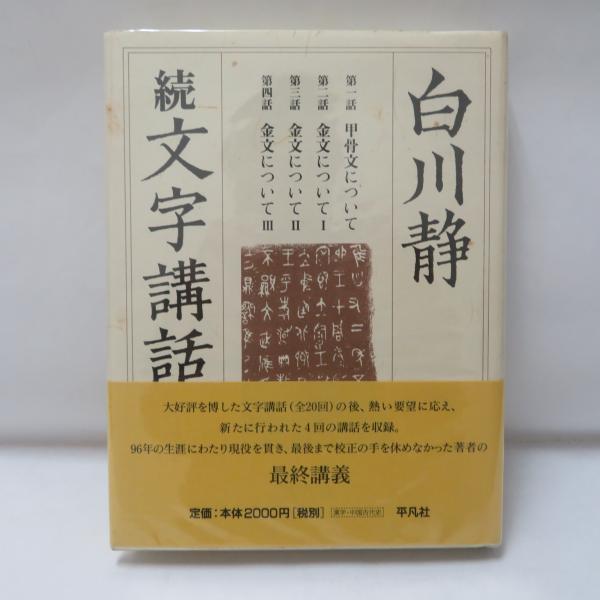 白川静
第一話 甲骨文について
第二話 金文についてI
第三話 金文についてII
第四話 金文についてIII
続文字講話
大好評を博した文字講話（全20回）の後、熱い要望に応え、
新たに行われた4回の講話を収録。
96年の生涯にわたり現役を貫き、最後まで校正の手を休めなかった著者の
最終講義
定価：本体2000円［税別］
［漢字・中国古代史］
平凡社